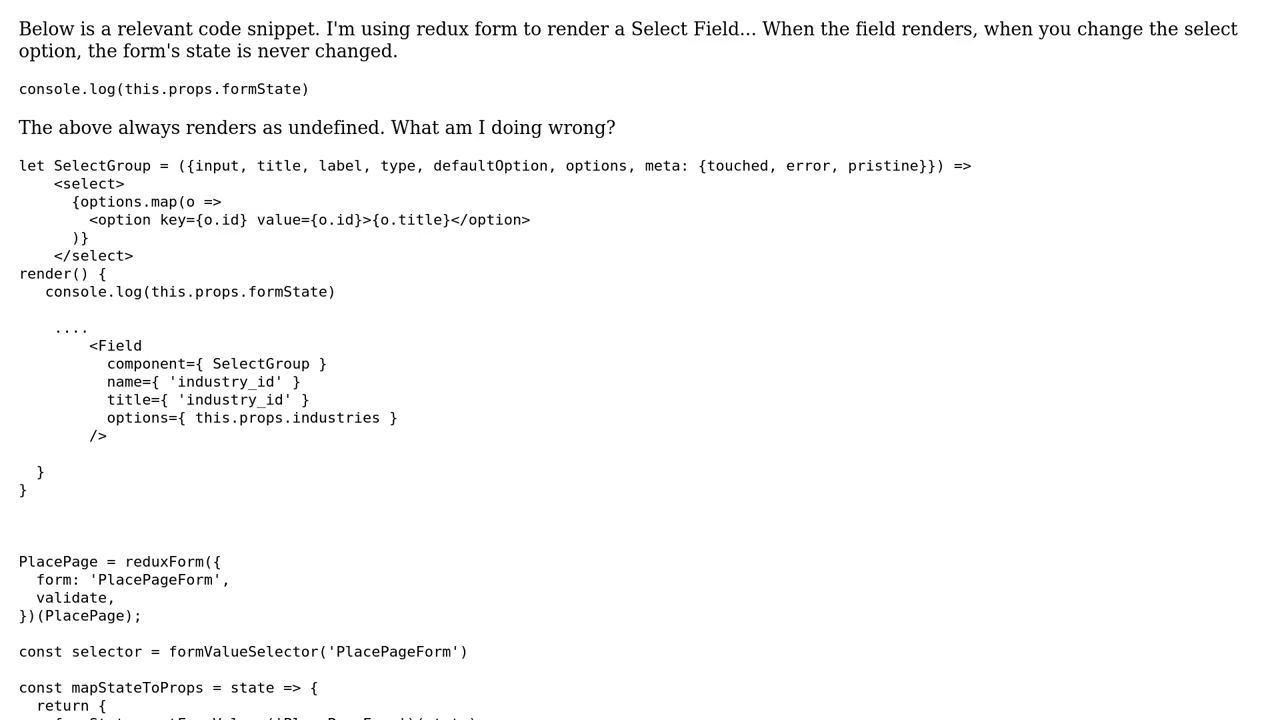 Below is a relevant code snippet. I'm using redux form to render a Select Field... When the field renders, when you change the select
option, the form's state is never changed.
console.log(this.props.formState)
The above always renders as undefined. What am I doing wrong?
let SelectGroup = ({input, title, label, type, defaultOption, options, meta: {touched, error, pristine}}) =>
    <select>
      {options.map(o =>
        <option key={o.id} value={o.id}>{o.title}</option>
      )}
    </select>
render() {
   console.log(this.props.formState)
    ....
        <Field
          component={ SelectGroup }
          name={ 'industry_id' }
          title={ 'industry_id' }
          options={ this.props.industries }
        />
  }
}
PlacePage = reduxForm({
  form: 'PlacePageForm',
  validate,
})(PlacePage);
const selector = formValueSelector('PlacePageForm')
const mapStateToProps = state => {
  return {